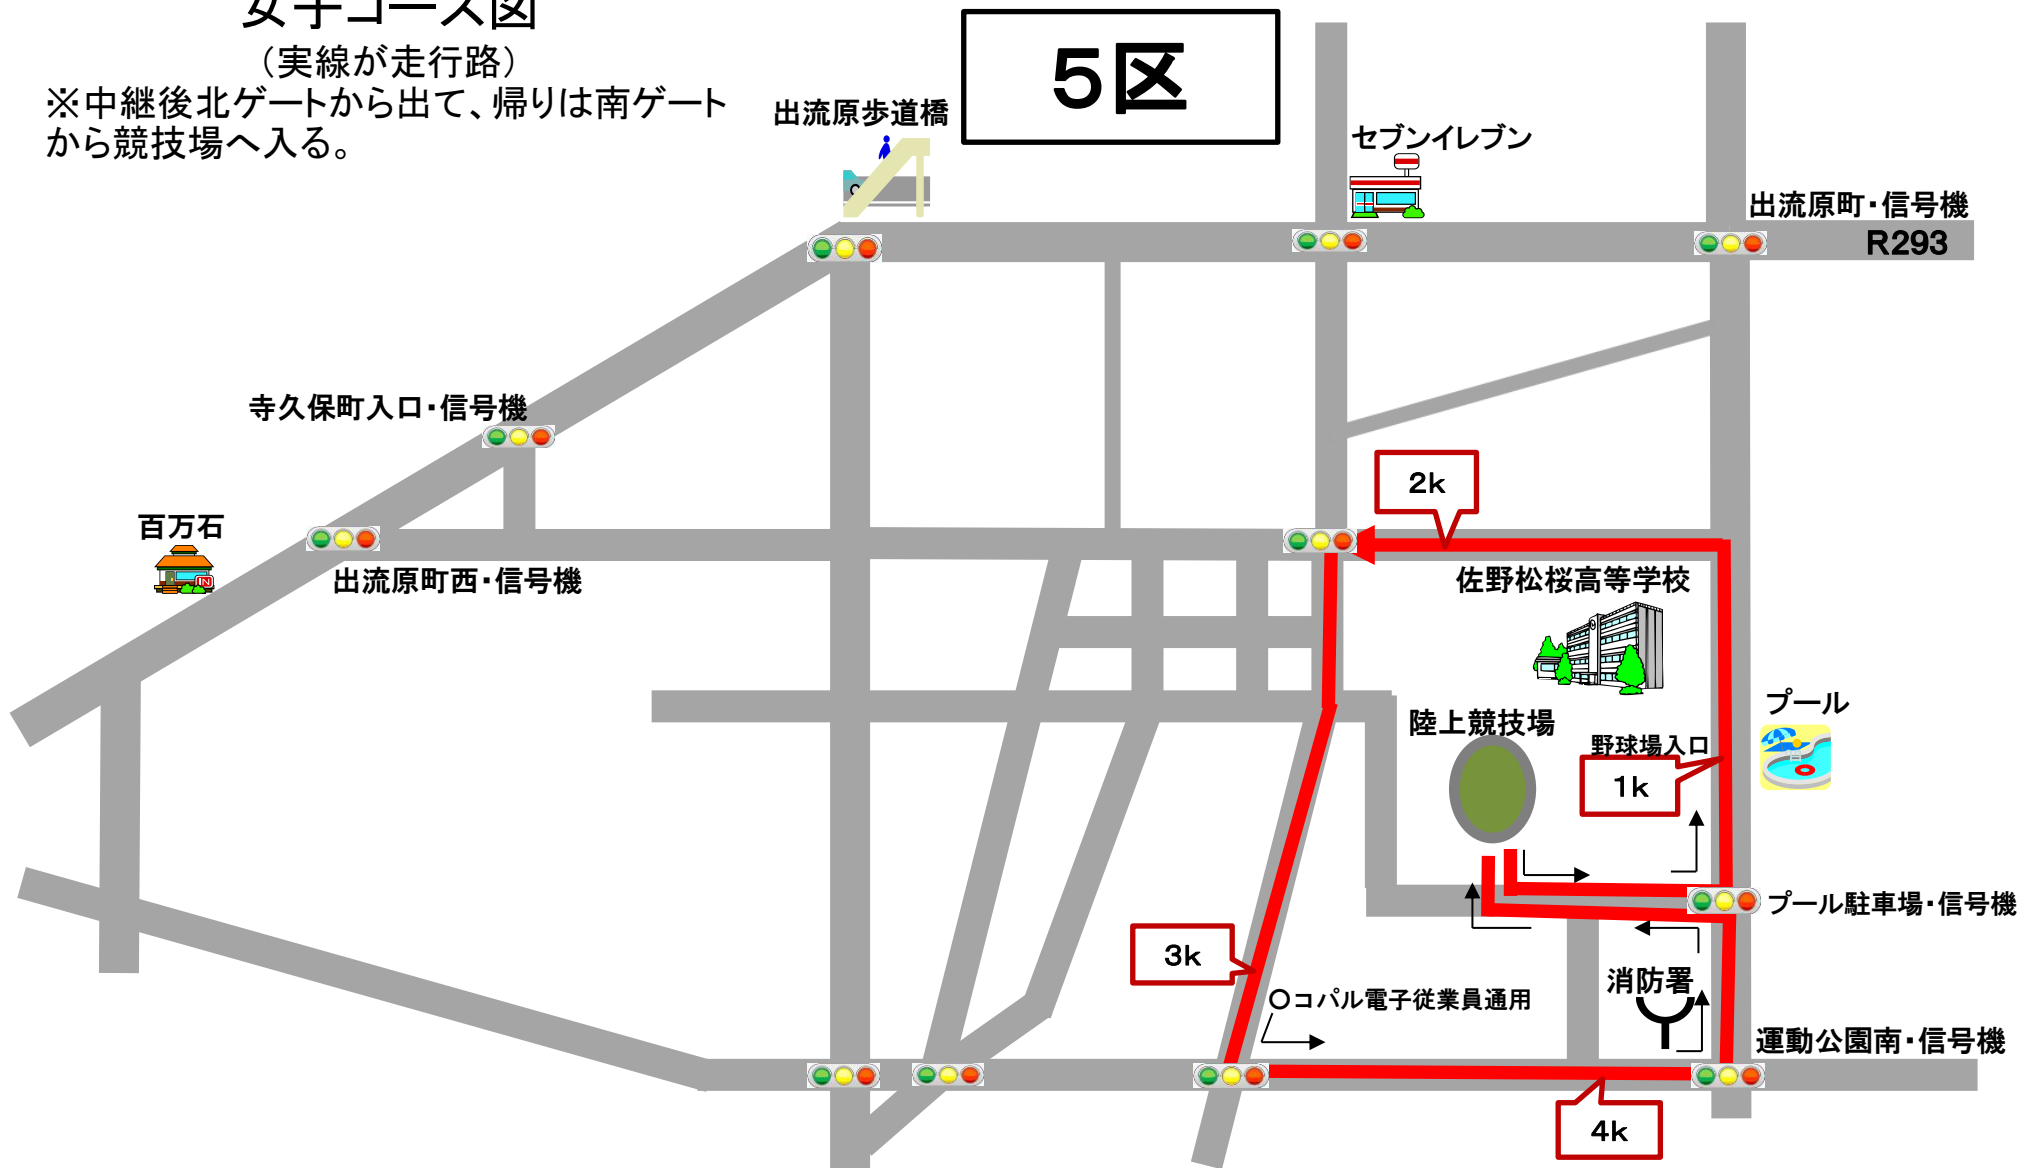 女子コース図
（実線が走行路）
※中継後北ゲートから出て、帰りは南ゲート
から競技場へ入る。
5区
出流原歩道橋
セブンイレブン
出流原町・信号機
R293
寺久保町入口・信号機
2k
百万石
出流原町西・信号機
佐野松桜高等学校
プール
陸上競技場
野球場入口
1k
プール駐車場・信号機
3k
消防署
○コパル電子従業員通用
運動公園南・信号機
4k